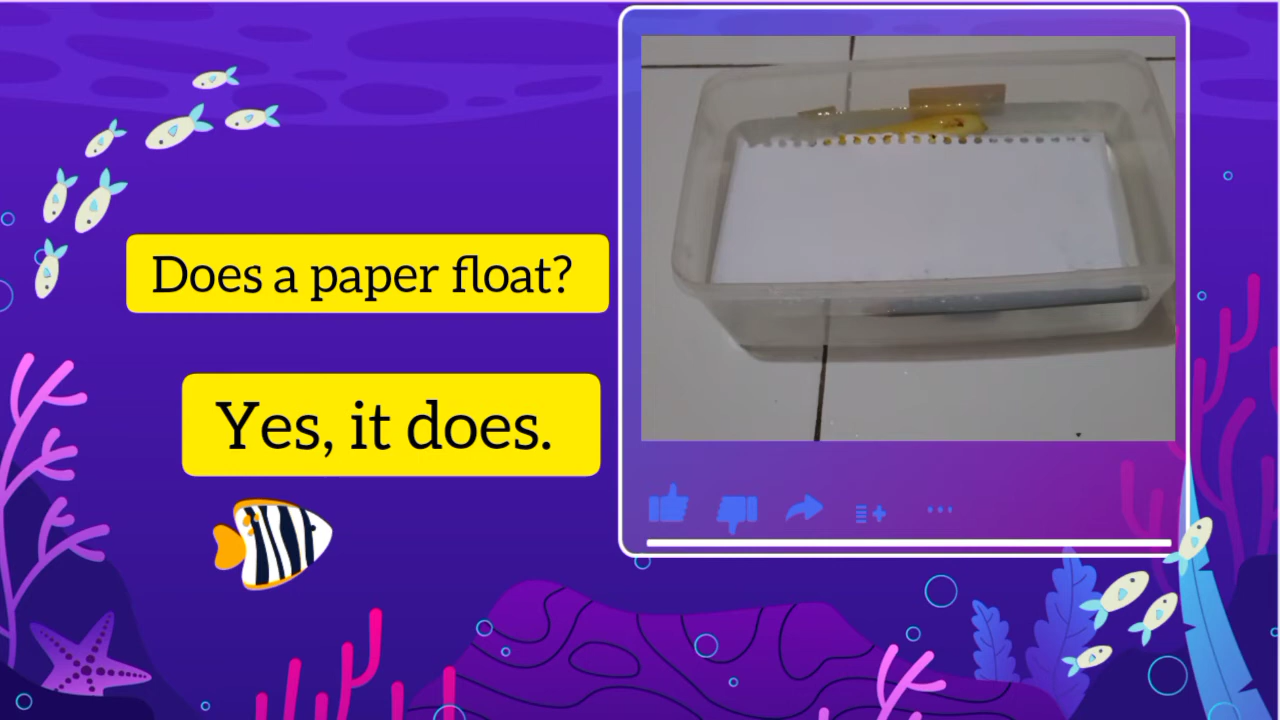 Does a paper float?
Yes, it does.